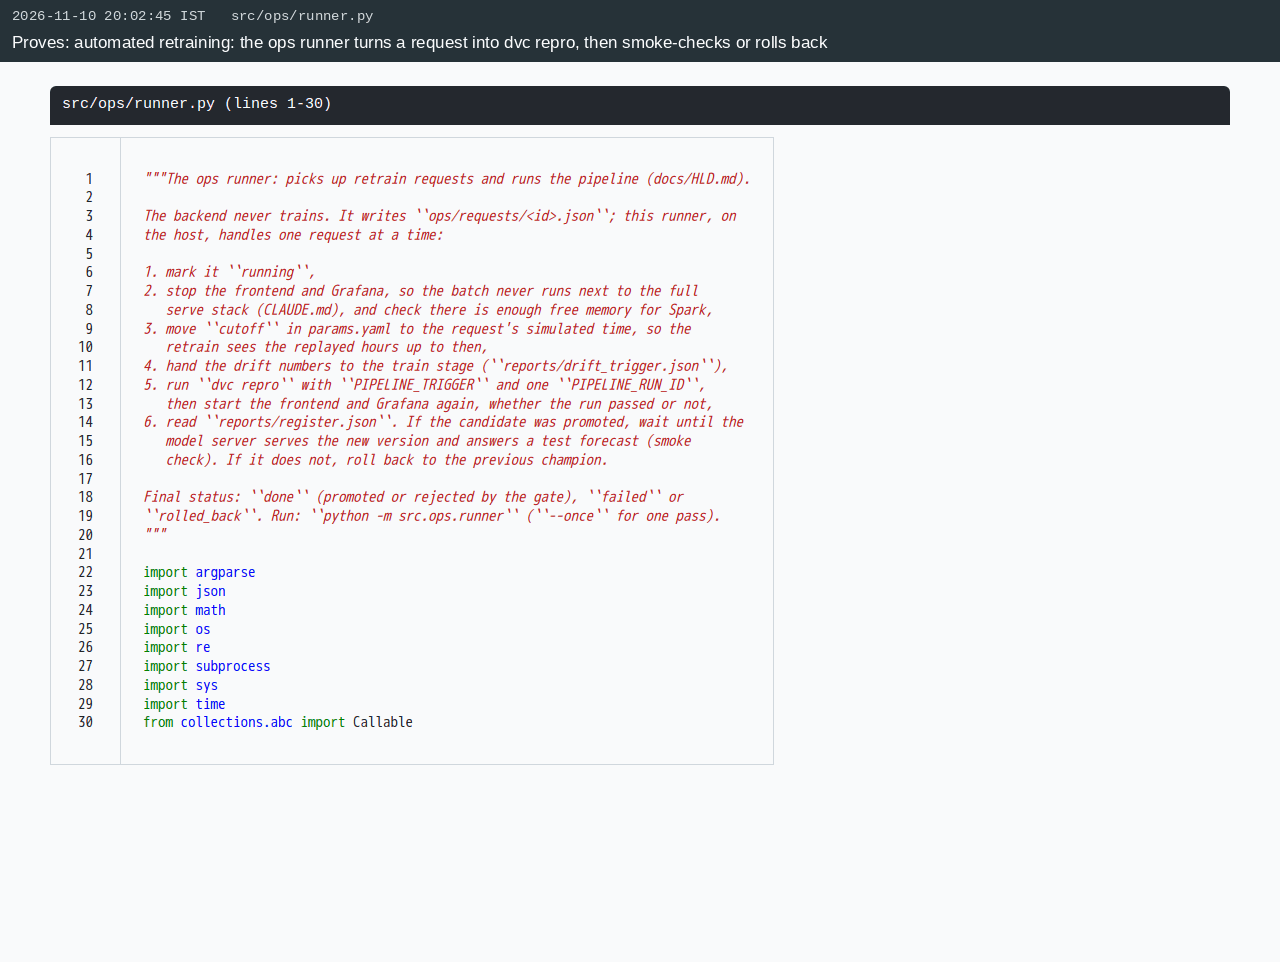 2026-11-10 20:02:45 IST src/ops/runner.py
Proves: automated retraining: the ops runner turns a request into dvc repro, then smoke-checks or rolls back
src/ops/runner.py (lines 1-30)
1 """The ops runner: picks up retrain requests and runs the pipeline (docs/HLD.md).
2
3 The backend never trains. It writes ``ops/requests/<id>.json``; this runner, on
4 the host, handles one request at a time:
5
6 1. mark it ``running``,
7 2. stop the frontend and Grafana, so the batch never runs next to the full
8    serve stack (CLAUDE.md), and check there is enough free memory for Spark,
9 3. move ``cutoff`` in params.yaml to the request's simulated time, so the
10    retrain sees the replayed hours up to then,
11 4. hand the drift numbers to the train stage (``reports/drift_trigger.json``),
12 5. run ``dvc repro`` with ``PIPELINE_TRIGGER`` and one ``PIPELINE_RUN_ID``,
13    then start the frontend and Grafana again, whether the run passed or not,
14 6. read ``reports/register.json``. If the candidate was promoted, wait until the
15    model server serves the new version and answers a test forecast (smoke
16    check). If it does not, roll back to the previous champion.
17
18 Final status: ``done`` (promoted or rejected by the gate), ``failed`` or
19 ``rolled_back``. Run: ``python -m src.ops.runner`` (``--once`` for one pass).
20 """
21
22 import argparse
23 import json
24 import math
25 import os
26 import re
27 import subprocess
28 import sys
29 import time
30 from collections.abc import Callable